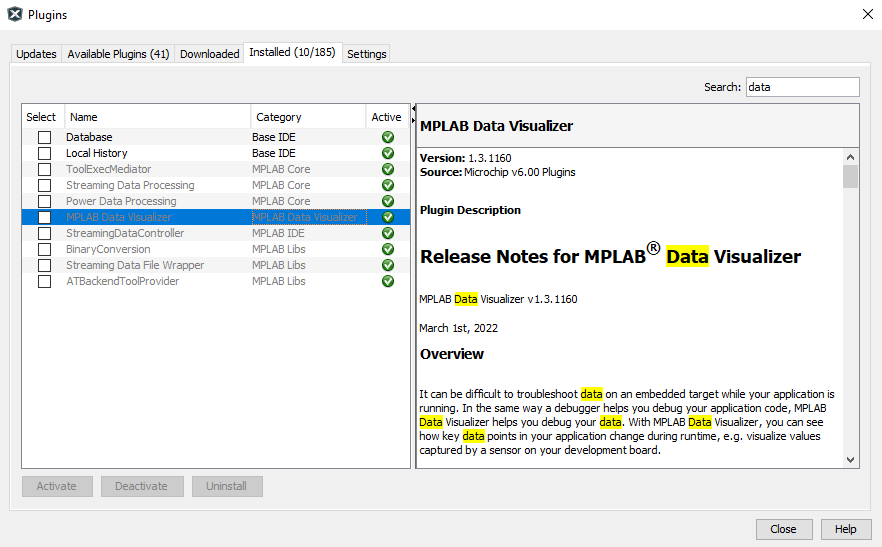 Plugins
Updates Available Plugins (41) Downloaded Installed (10/185) Settings
Search: data
Select Name Category Active
Database Base IDE
Local History Base IDE
ToolExecMediator MPLAB Core
Streaming Data Processing MPLAB Core
Power Data Processing MPLAB Core
MPLAB Data Visualizer MPLAB Data Visualizer
StreamingDataController MPLAB IDE
BinaryConversion MPLAB Libs
Streaming Data File Wrapper MPLAB Libs
ATBackendToolProvider MPLAB Libs
MPLAB Data Visualizer
Version: 1.3.1160
Source: Microchip v6.00 Plugins
Plugin Description
Release Notes for MPLAB® Data Visualizer
MPLAB Data Visualizer v1.3.1160
March 1st, 2022
Overview
It can be difficult to troubleshoot data on an embedded target while your application is
running. In the same way a debugger helps you debug your application code, MPLAB
Data Visualizer helps you debug your data. With MPLAB Data Visualizer, you can see
how key data points in your application change during runtime, e.g. visualize values
captured by a sensor on your development board.
Activate Deactivate Uninstall
Close Help